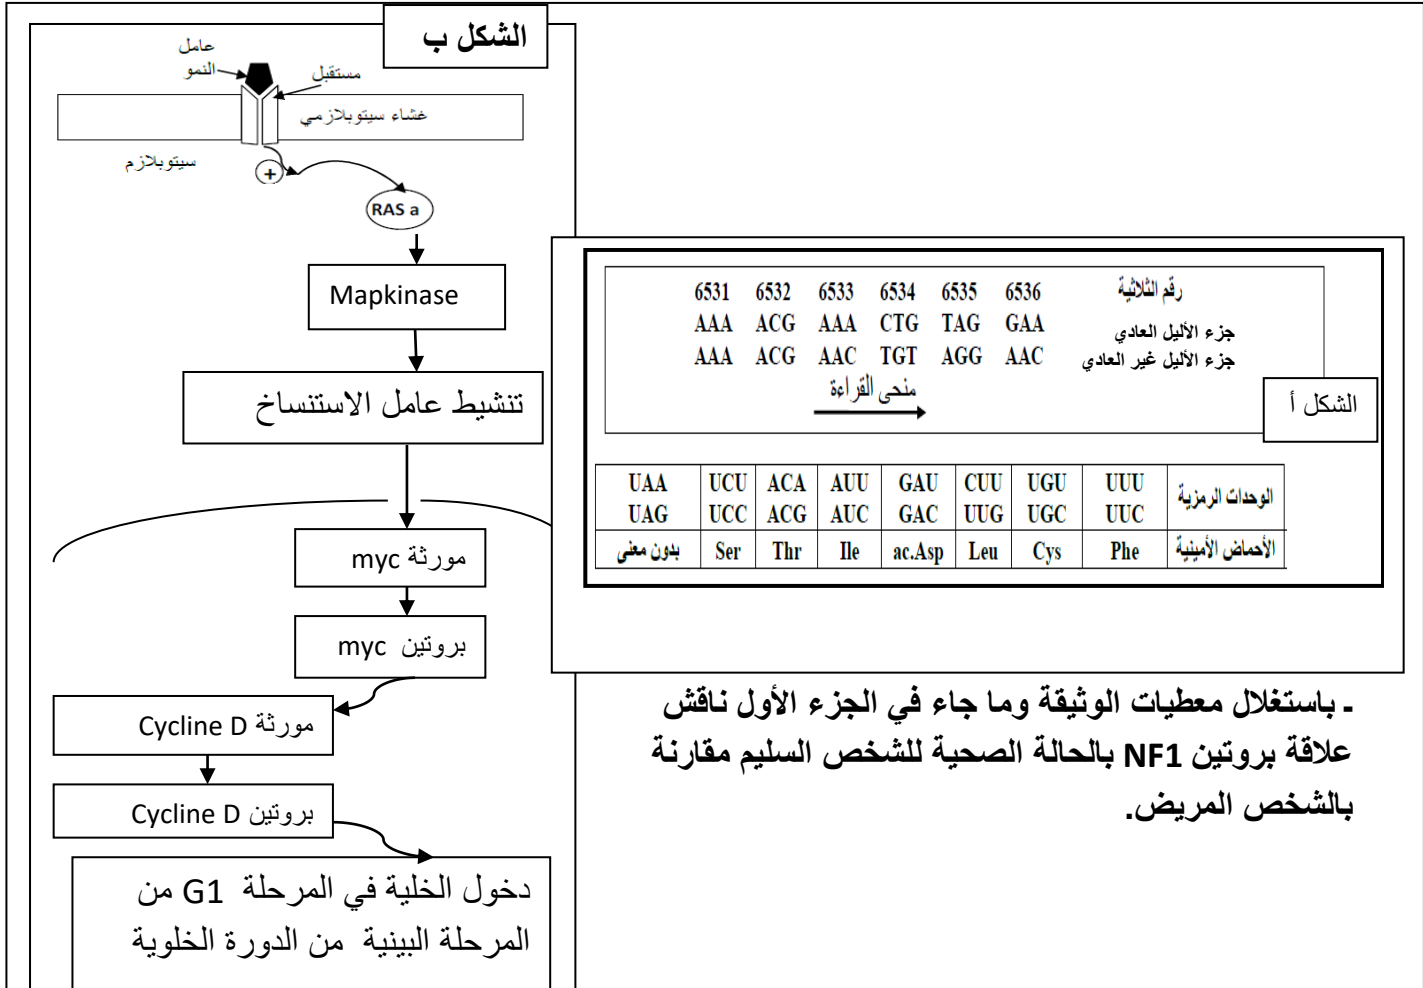 الشكل ب
عامل
النمو
مستقبل
غشاء سيتوبلازمي
سيتوبلازم
+
RAS a
Mapkinase
تنشيط عامل الاستنساخ
مورثة myc
بروتين myc
مورثة Cycline D
بروتين Cycline D
دخول الخلية في المرحلة G1 من
المرحلة البينية من الدورة الخلوية
6531 6532 6533 6534 6535 6536 رقم الثلاثية
AAA ACG AAA CTG TAG GAA جزء الأليل العادي
AAA ACG AAC TGT AGG AAC جزء الأليل غير العادي
منحى القراءة
الشكل أ
UAA UCU ACA AUU GAU CUU UGU UUU الوحدات الرمزية
UAG UCC ACG AUC GAC UUG UGC UUC
بدون معنى Ser Thr Ile ac.Asp Leu Cys Phe الأحماض الأمينية
ـ باستغلال معطيات الوثيقة وما جاء في الجزء الأول ناقش
علاقة بروتين NF1 بالحالة الصحية للشخص السليم مقارنة
بالشخص المريض.